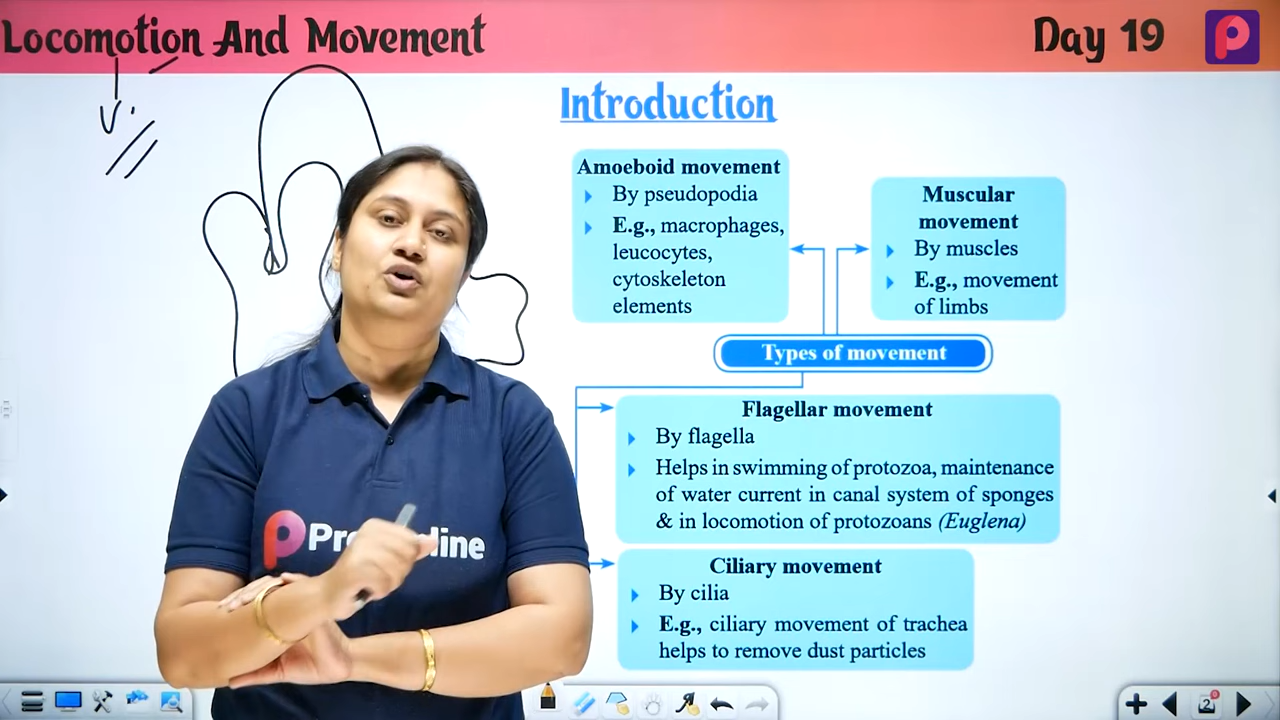 Locomotion And Movement
Day 19
V.
Introduction
Amoeboid movement
By pseudopodia
E.g., macrophages,
leucocytes,
cytoskeleton
elements
Muscular
movement
By muscles
E.g., movement
of limbs
Types of movement
Flagellar movement
By flagella
Helps in swimming of protozoa, maintenance
of water current in canal system of sponges
& in locomotion of protozoans (Euglena)
Ciliary movement
By cilia
E.g., ciliary movement of trachea
helps to remove dust particles
2